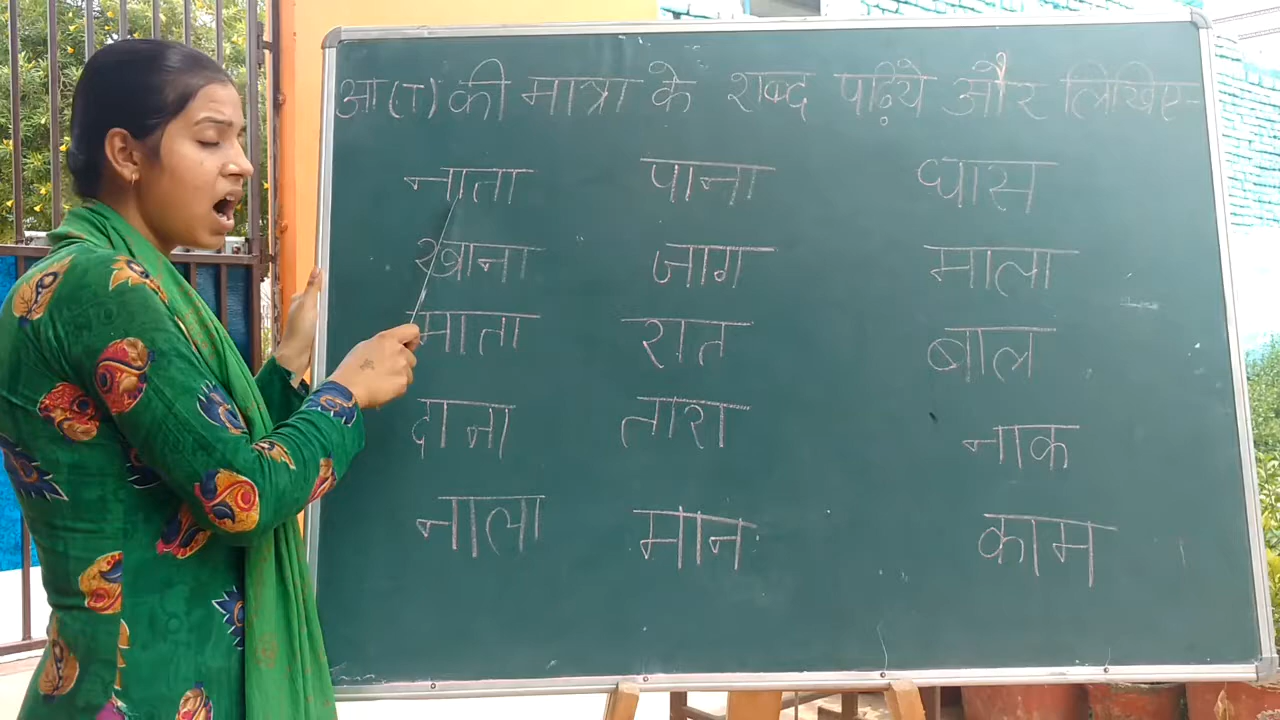 आ (ा) की मात्रा के शब्द पढ़िये और लिखिए-
नाता पाना घास
खाना जाग माला
माता रात बाल
दाना तारा नाक
नाला मान काम